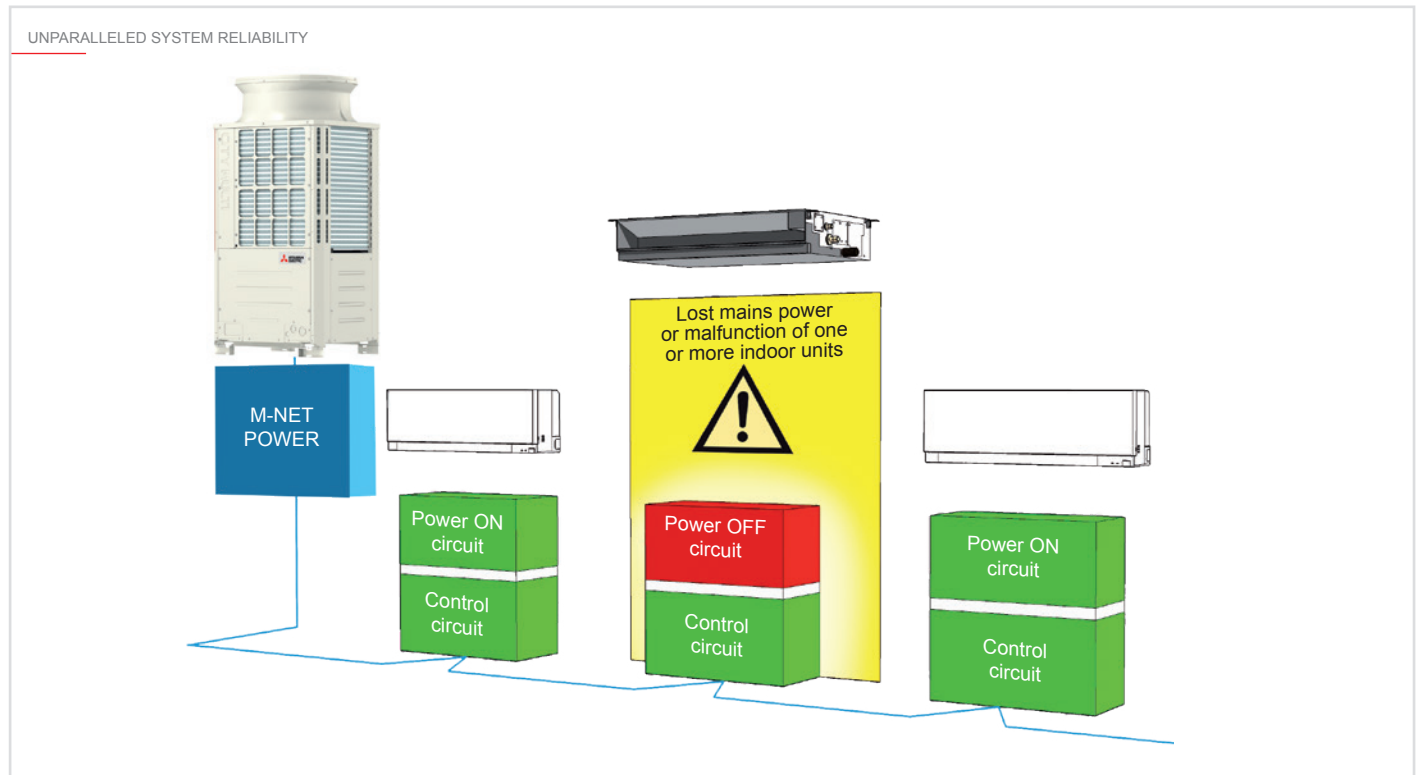 UNPARALLELED SYSTEM RELIABILITY
Lost mains power
or malfunction of one
or more indoor units
M-NET
POWER
Power ON
circuit
Control
circuit
Power OFF
circuit
Control
circuit
Power ON
circuit
Control
circuit